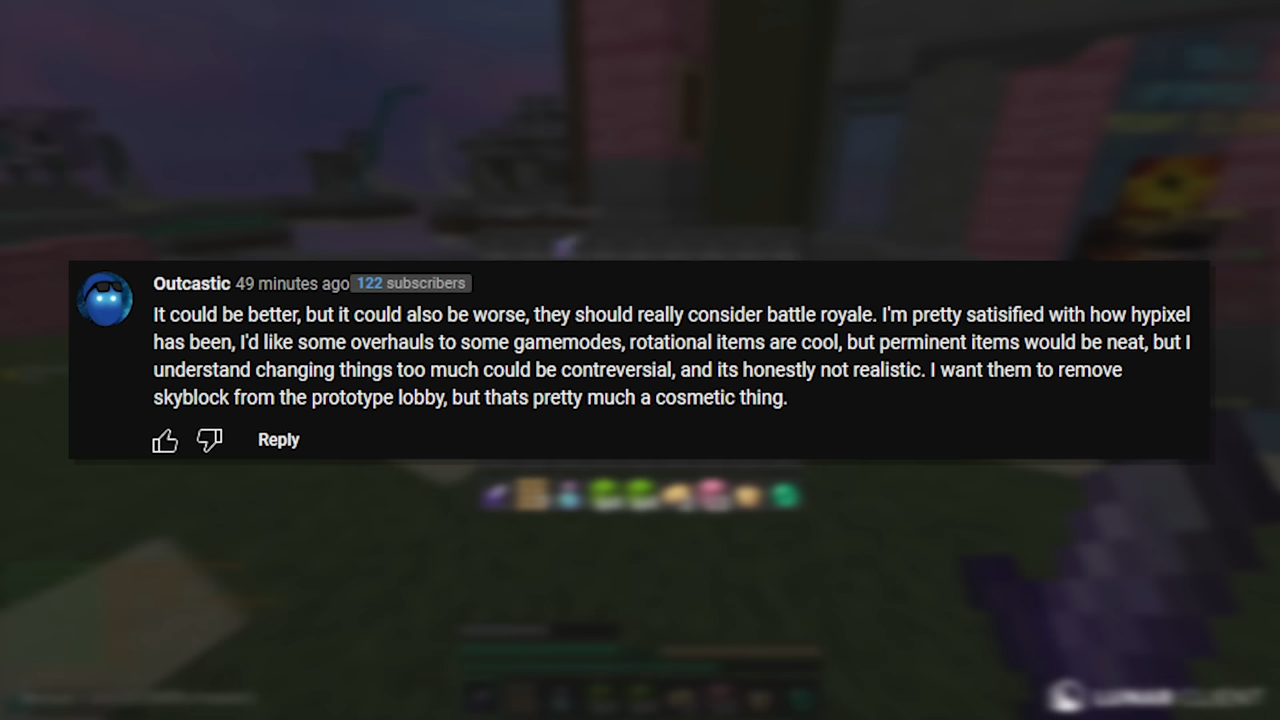 Outcastic 49 minutes ago 122 subscribers
It could be better, but it could also be worse, they should really consider battle royale. I'm pretty satisified with how hypixel
has been, I'd like some overhauls to some gamemodes, rotational items are cool, but perminent items would be neat, but I
understand changing things too much could be contreversial, and its honestly not realistic. I want them to remove
skyblock from the prototype lobby, but thats pretty much a cosmetic thing.
Reply
LUNAR CLIENT